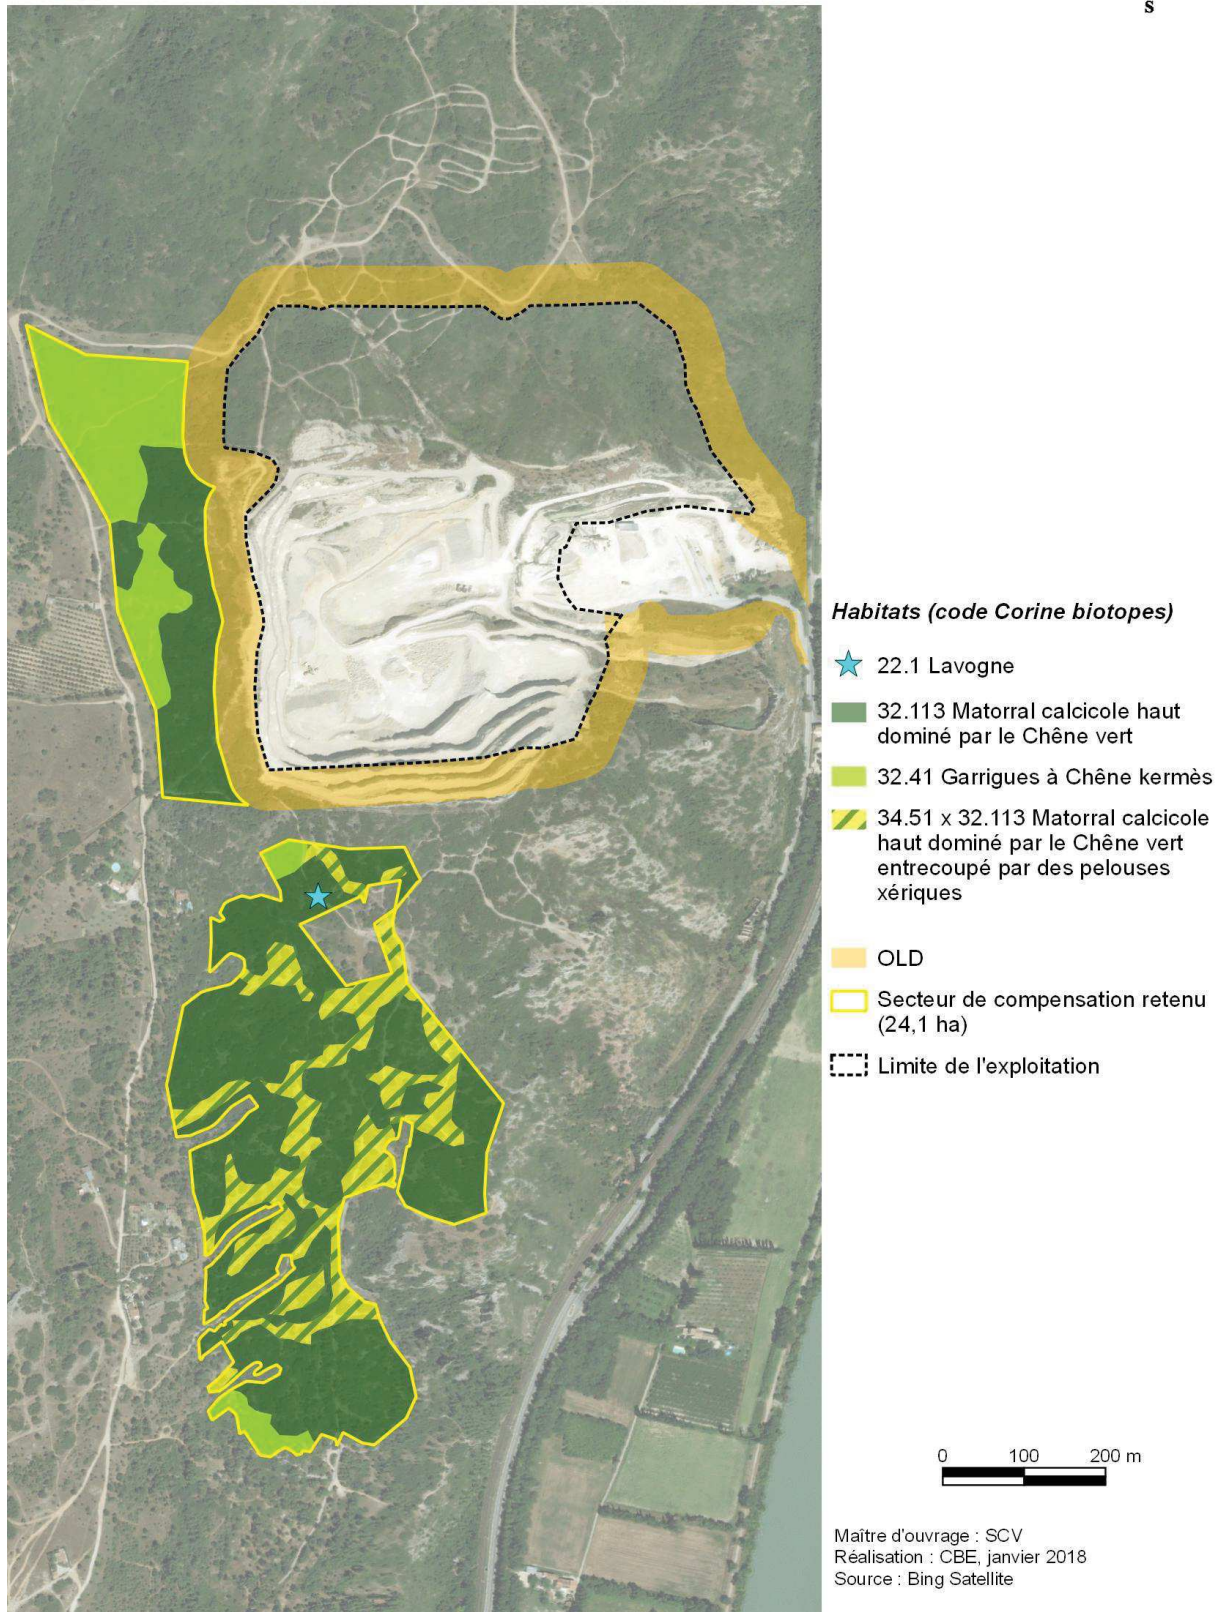 s
Habitats (code Corine biotopes)
22.1 Lavogne
32.113 Matorral calcicole haut
dominé par le Chêne vert
32.41 Garrigues à Chêne kermès
34.51 x 32.113 Matorral calcicole
haut dominé par le Chêne vert
entrecoupé par des pelouses
xériques
OLD
Secteur de compensation retenu
(24,1 ha)
Limite de l'exploitation
0 100 200 m
Maître d'ouvrage : SCV
Réalisation : CBE, janvier 2018
Source : Bing Satellite